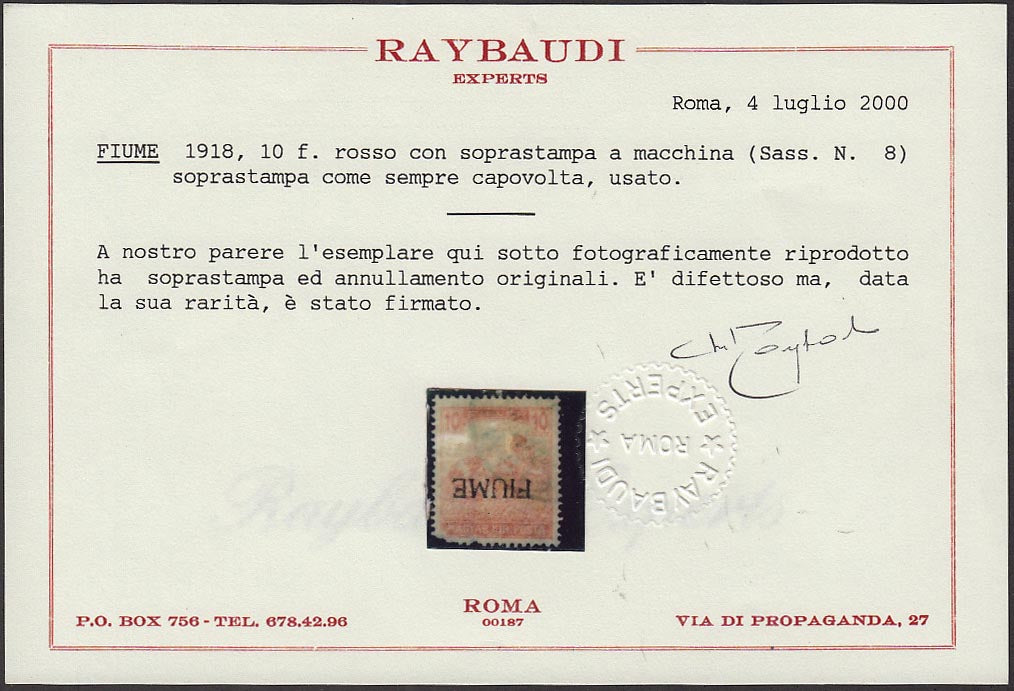 RAYBAUDI
EXPERTS
Roma, 4 luglio 2000
FIUME 1918, 10 f. rosso con soprastampa a macchina (Sass. N. 8)
soprastampa come sempre capovolta, usato.
A nostro parere l'esemplare qui sotto fotograficamente riprodotto
ha soprastampa ed annullamento originali. E' difettoso ma, data
la sua rarità, è stato firmato.
10 10
FIUME
RAYBAUDI ★ EXPERTS ★
ROMA
ROMA
00187
P.O. BOX 756 - TEL. 678.42.96
VIA DI PROPAGANDA, 27